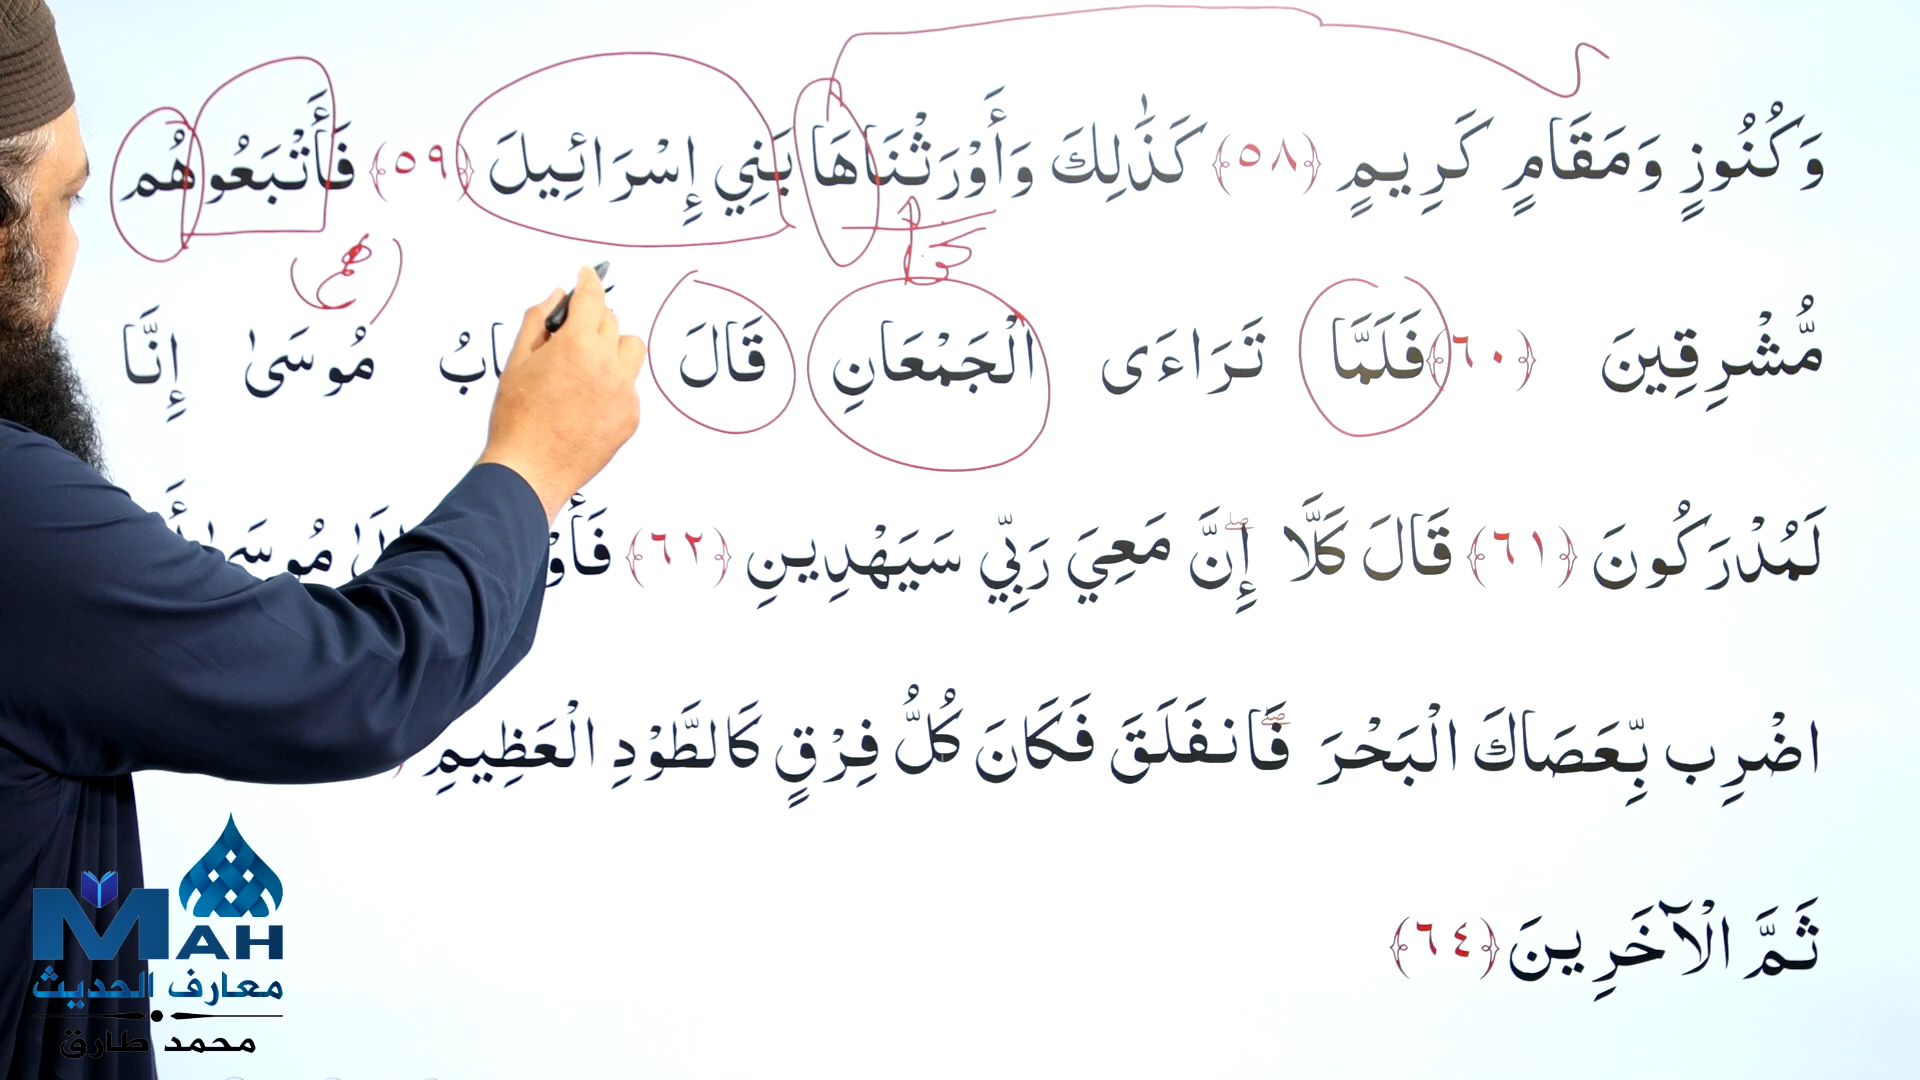 وَكُنُوزٍ وَمَقَامٍ كَرِيمٍ ﴿٥٨﴾ كَذَٰلِكَ وَأَوْرَثْنَاهَا بَنِي إِسْرَائِيلَ ﴿٥٩﴾ فَأَتْبَعُوهُم
مُّشْرِقِينَ ﴿٦٠﴾ فَلَمَّا تَرَاءَى الْجَمْعَانِ قَالَ مُوسَىٰ إِنَّا
لَمُدْرَكُونَ ﴿٦١﴾ قَالَ كَلَّا ۖ إِنَّ مَعِيَ رَبِّي سَيَهْدِينِ ﴿٦٢﴾ مُوسَىٰ
اضْرِب بِّعَصَاكَ الْبَحْرَ ۖ فَانفَلَقَ فَكَانَ كُلُّ فِرْقٍ كَالطَّوْدِ الْعَظِيمِ
ثَمَّ الْآخَرِينَ ﴿٦٤﴾
MAH
معارف الحديث
محمد طارق